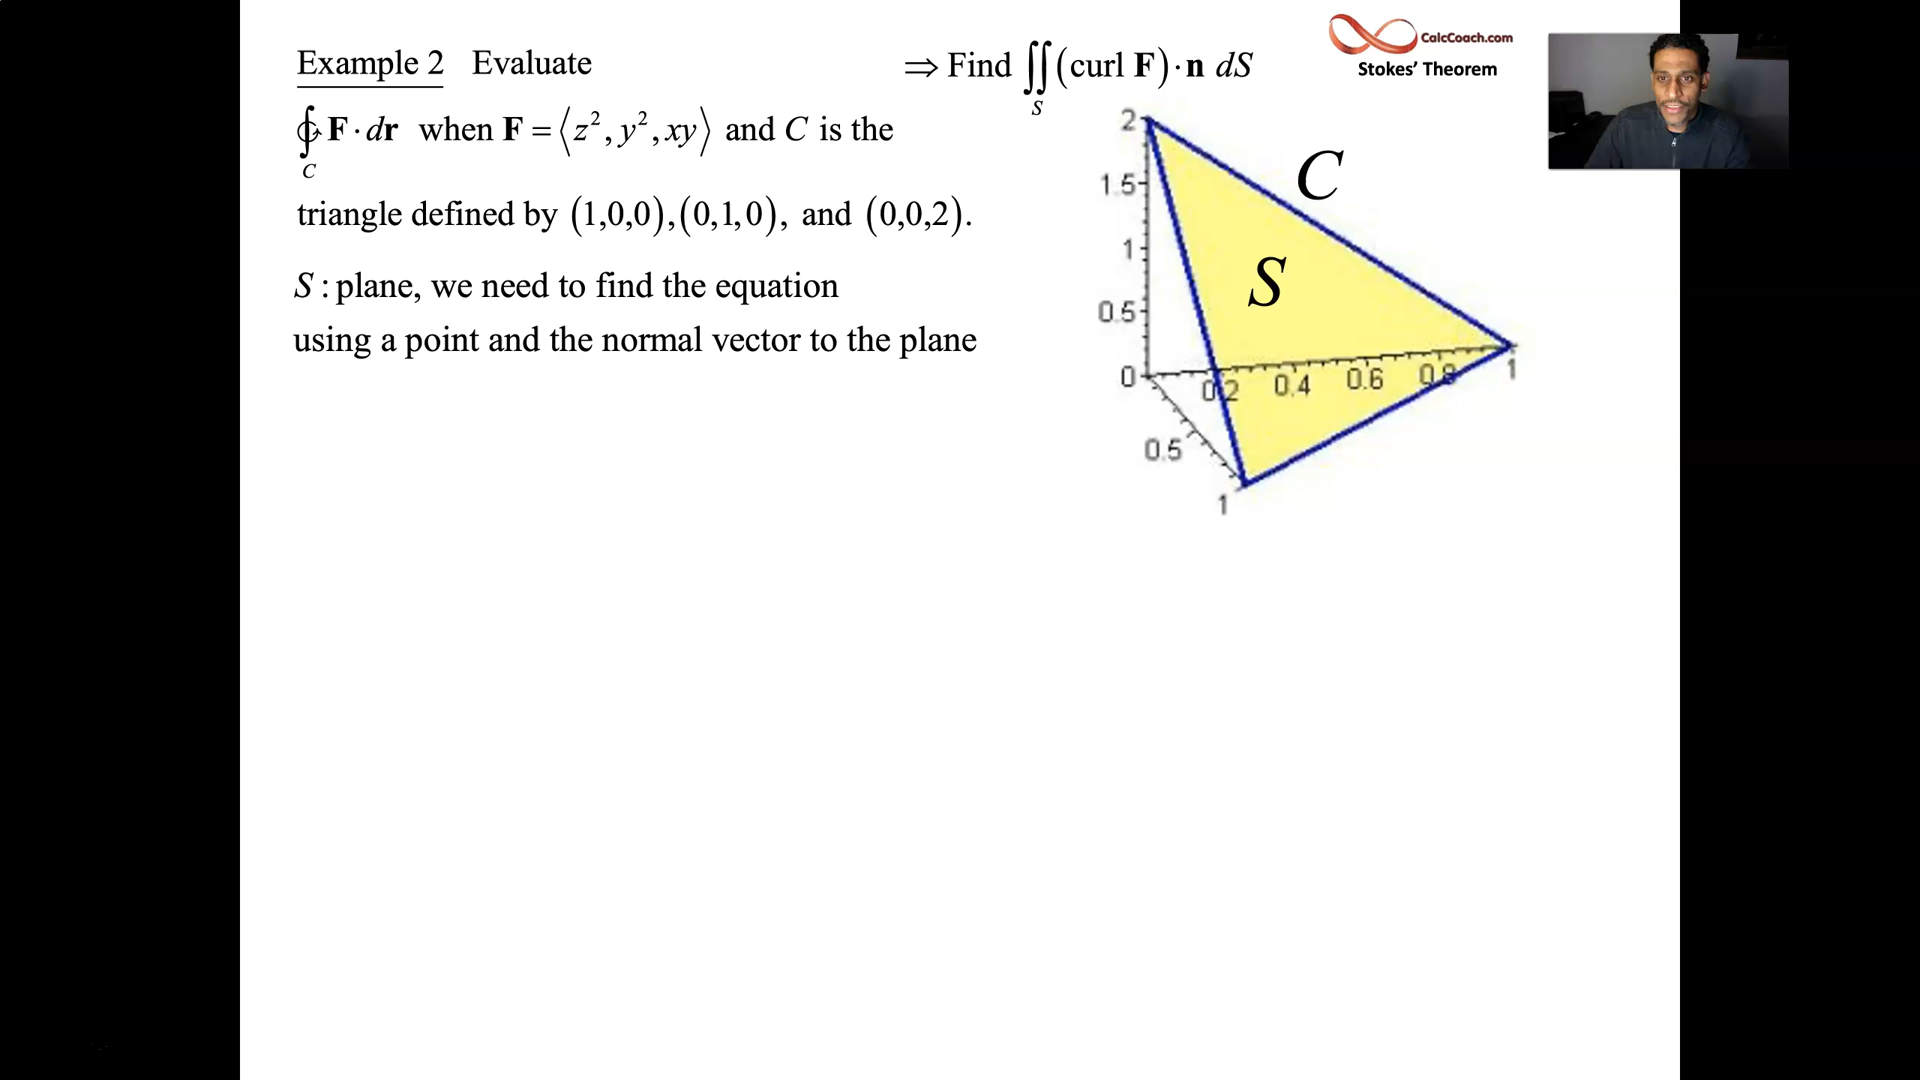 Example 2 Evaluate
∮_C F · dr when F = ⟨z², y², xy⟩ and C is the
triangle defined by (1,0,0),(0,1,0), and (0,0,2).
S : plane, we need to find the equation
using a point and the normal vector to the plane
⇒ Find ∬_S (curl F) · n dS
CalcCoach.com
Stokes' Theorem
2
C
1.5
1
S
0.5
0
0.2 0.4 0.6 0.8 1
0.5
1